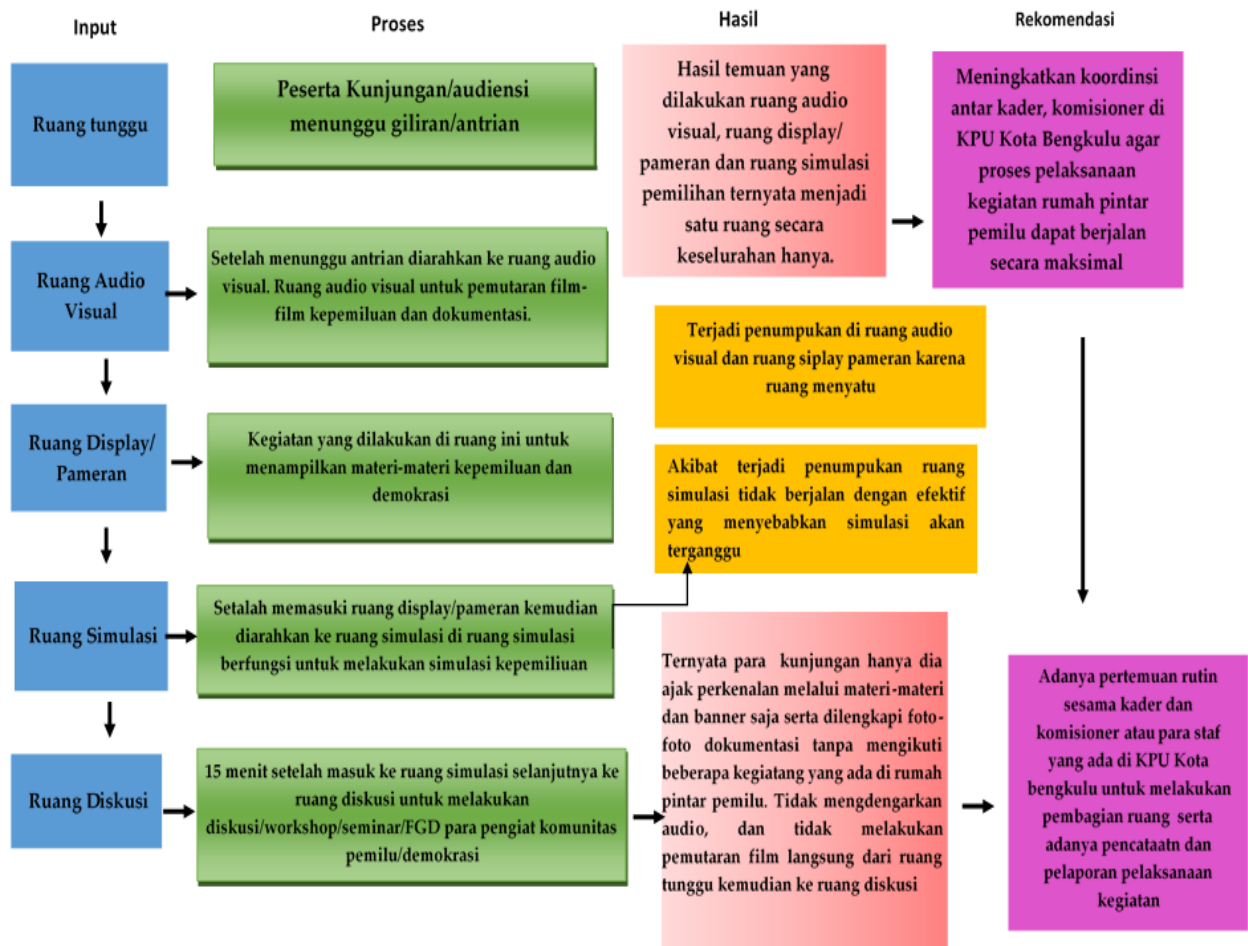 Input
Proses
Hasil
Rekomendasi
Ruang tunggu
Peserta Kunjungan/audiensi
menunggu giliran/antrian
Hasil temuan yang
dilakukan ruang audio
visual, ruang display/
pameran dan ruang simulasi
pemilihan ternyata menjadi
satu ruang secara
keselurahan hanya.
Meningkatkan koordinsi
antar kader, komisioner di
KPU Kota Bengkulu agar
proses pelaksanaan
kegiatan rumah pintar
pemilu dapat berjalan
secara maksimal
Ruang Audio
Visual
Setelah menunggu antrian diarahkan ke ruang audio
visual. Ruang audio visual untuk pemutaran film-
film kepemiluan dan dokumentasi.
Terjadi penumpukan di ruang audio
visual dan ruang siplay pameran karena
ruang menyatu
Ruang Display/
Pameran
Kegiatan yang dilakukan di ruang ini untuk
menampilkan materi-materi kepemiluan dan
demokrasi
Akibat terjadi penumpukan ruang
simulasi tidak berjalan dengan efektif
yang menyebabkan simulasi akan
terganggu
Ruang Simulasi
Setalah memasuki ruang display/pameran kemudian
diarahkan ke ruang simulasi di ruang simulasi
berfungsi untuk melakukan simulasi kepemiliuan
Ternyata para kunjungan hanya dia
ajak perkenalan melalui materi-materi
dan banner saja serta dilengkapi foto-
foto dokumentasi tanpa mengikuti
beberapa kegiatang yang ada di rumah
pintar pemilu. Tidak mengdengarkan
audio, dan tidak melakukan
pemutaran film langsung dari ruang
tunggu kemudian ke ruang diskusi
Adanya pertemuan rutin
sesama kader dan
komisioner atau para staf
yang ada di KPU Kota
bengkulu untuk melakukan
pembagian ruang serta
adanya pencataatn dan
pelaporan pelaksanaan
kegiatan
Ruang Diskusi
15 menit setelah masuk ke ruang simulasi selanjutnya ke
ruang diskusi untuk melakukan
diskusi/workshop/seminar/FGD para pengiat komunitas
pemilu/demokrasi